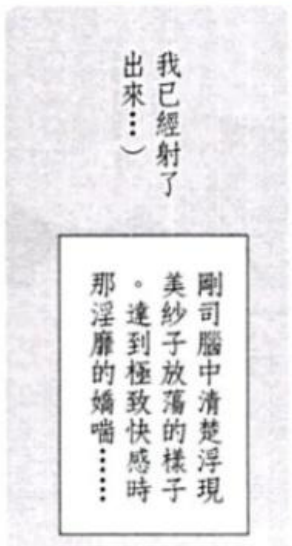 我已經射了
出來…）
剛司腦中清楚浮現
美紗子放蕩的樣子
。達到極致快感時
那淫靡的嬌喘……